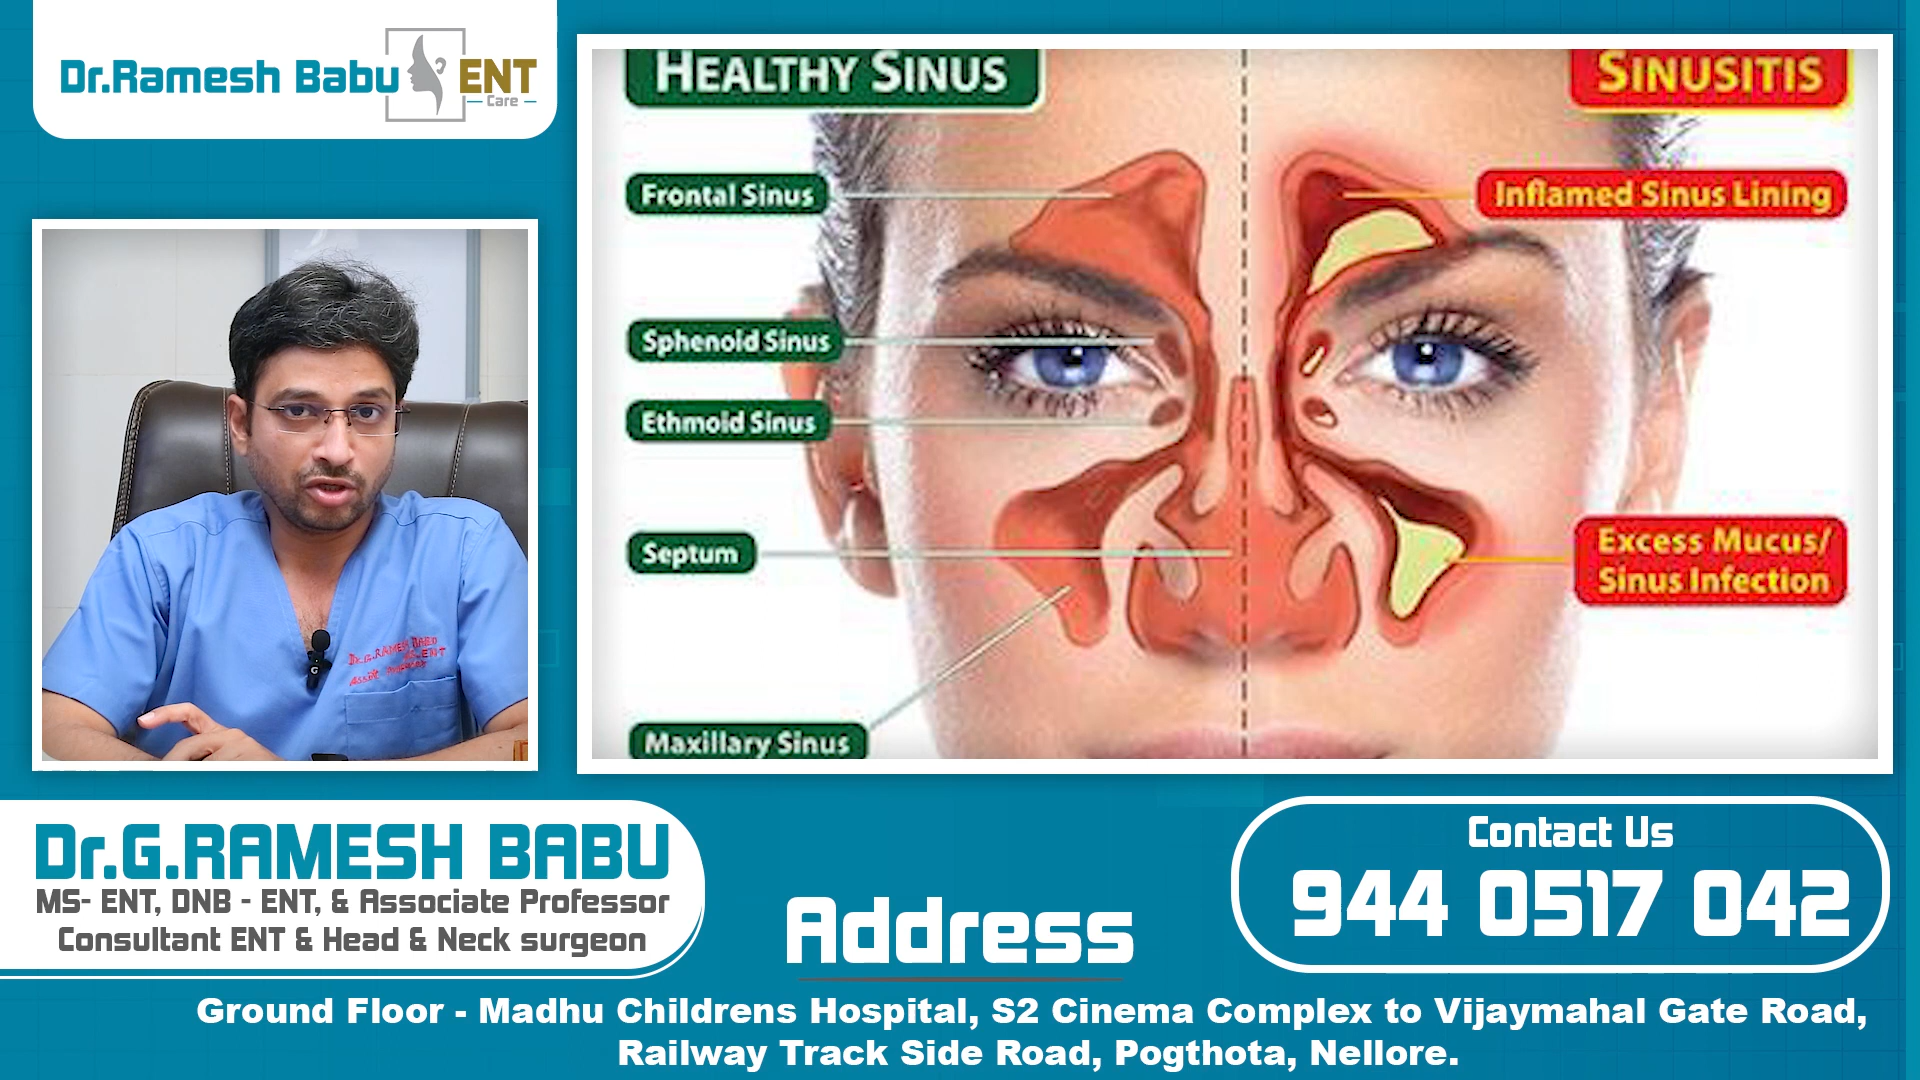 Dr.Ramesh Babu ENT
Care
HEALTHY SINUS
SINUSITIS
Frontal Sinus
Inflamed Sinus Lining
Sphenoid Sinus
Ethmoid Sinus
Septum
Excess Mucus/
Sinus Infection
Maxillary Sinus
Dr.G.RAMESH BABU
Dr.G.RAMESH BABU
MS- ENT, DNB - ENT, & Associate Professor
Consultant ENT & Head & Neck surgeon
Address
Contact Us
944 0517 042
Ground Floor - Madhu Childrens Hospital, S2 Cinema Complex to Vijaymahal Gate Road,
Railway Track Side Road, Pogthota, Nellore.